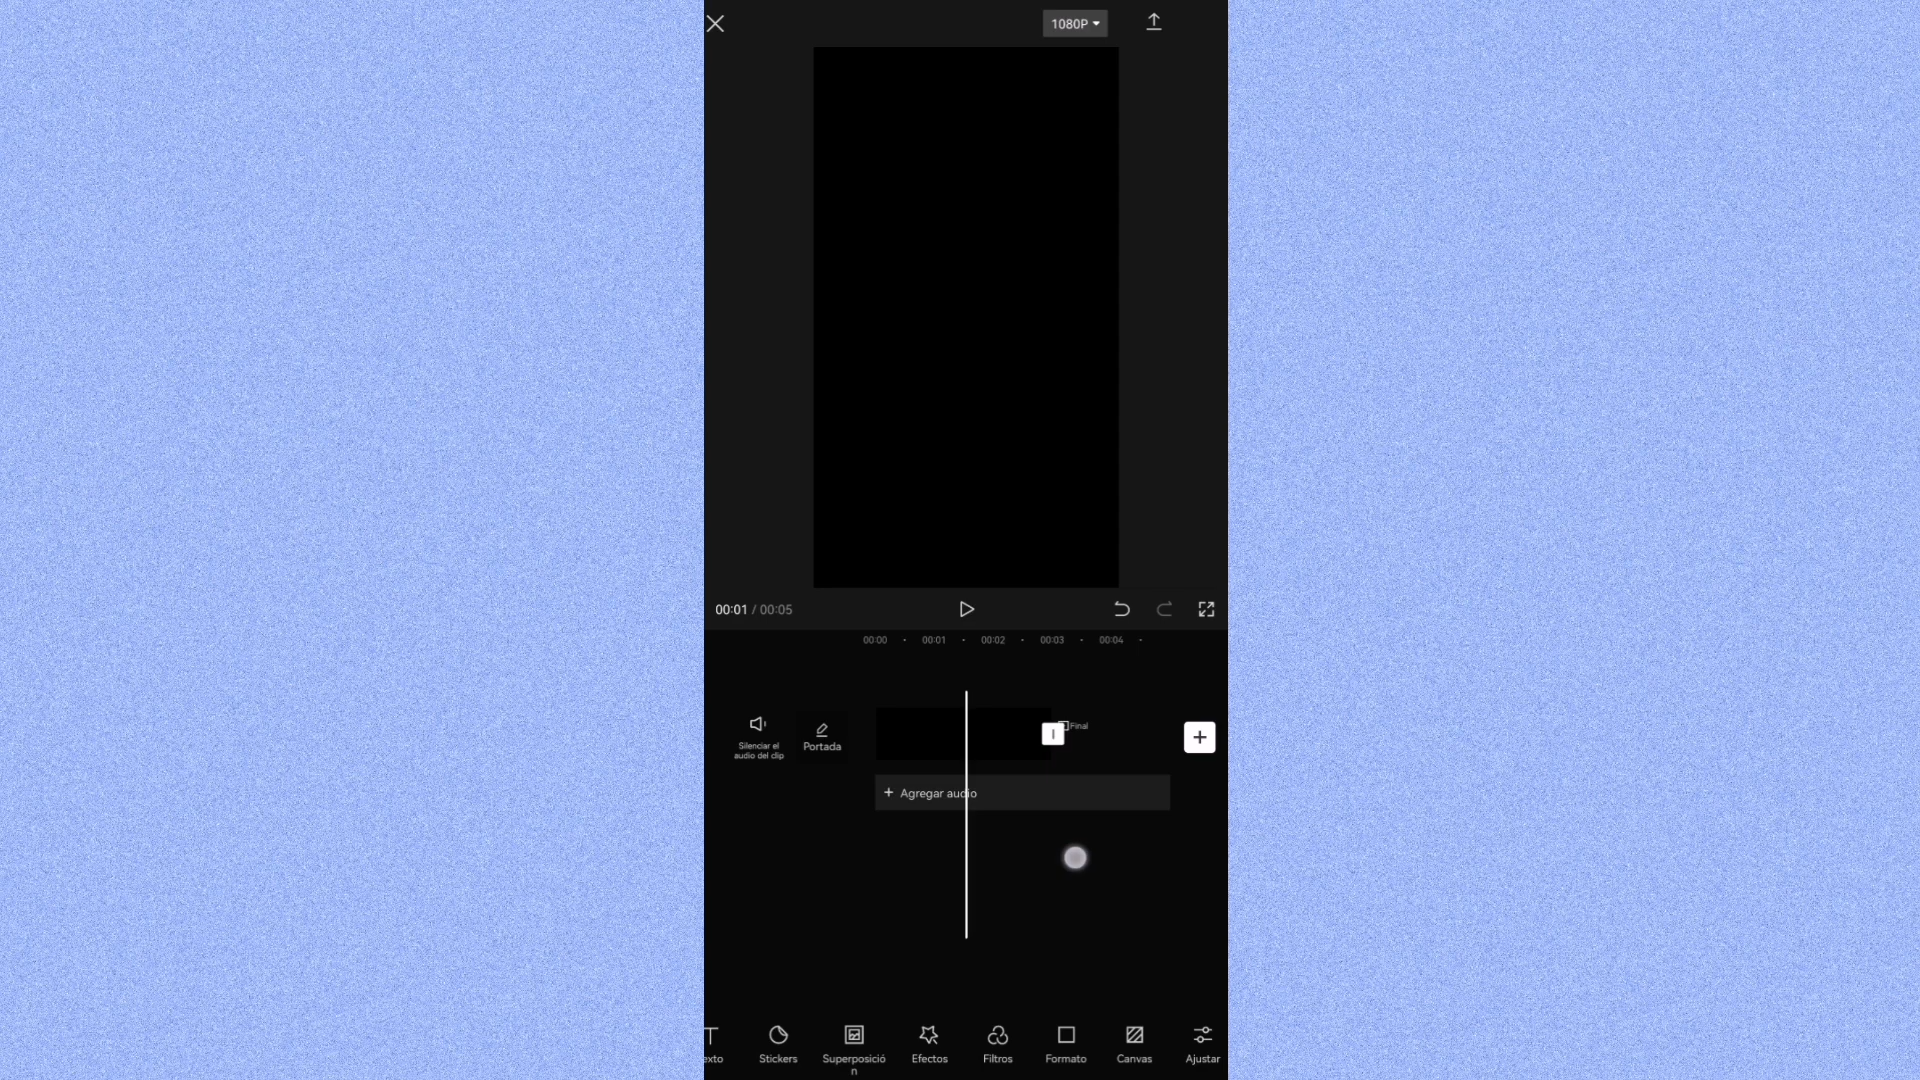 1080P
00:01 / 00:05
00:00 00:01 00:02 00:03 00:04
Final
Silenciar el
audio del clip
Portada
+ Agregar audio
exto
Stickers
Superposició
n
Efectos
Filtros
Formato
Canvas
Ajustar